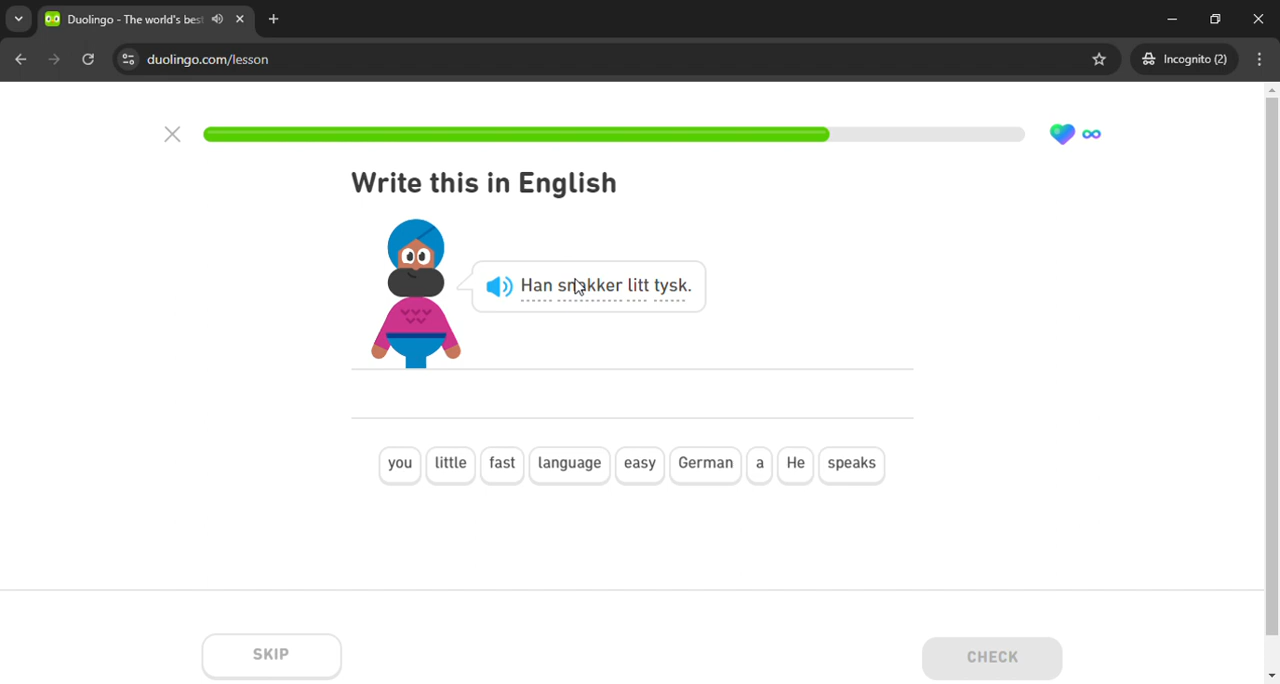 Duolingo - The world's bes
duolingo.com/lesson
Incognito (2)
Write this in English
Han snakker litt tysk.
you little fast language easy German a He speaks
SKIP
CHECK